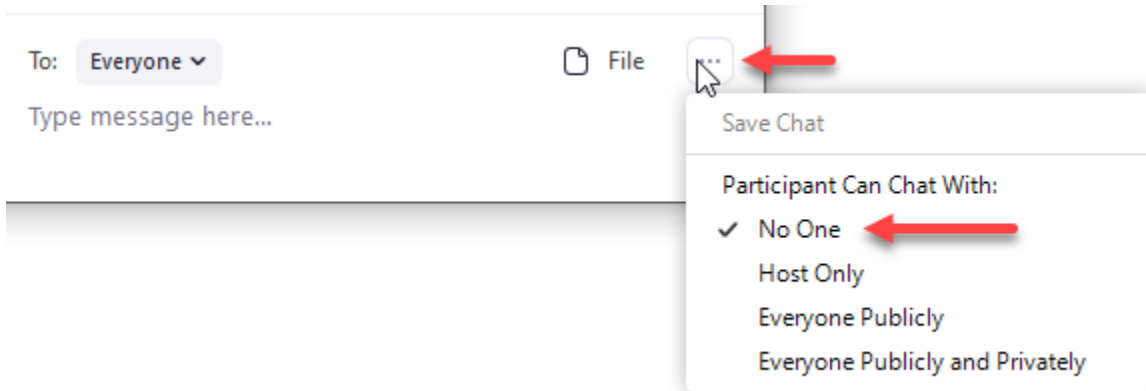 To: Everyone File ...
Type message here...
Save Chat
Participant Can Chat With:
No One
Host Only
Everyone Publicly
Everyone Publicly and Privately